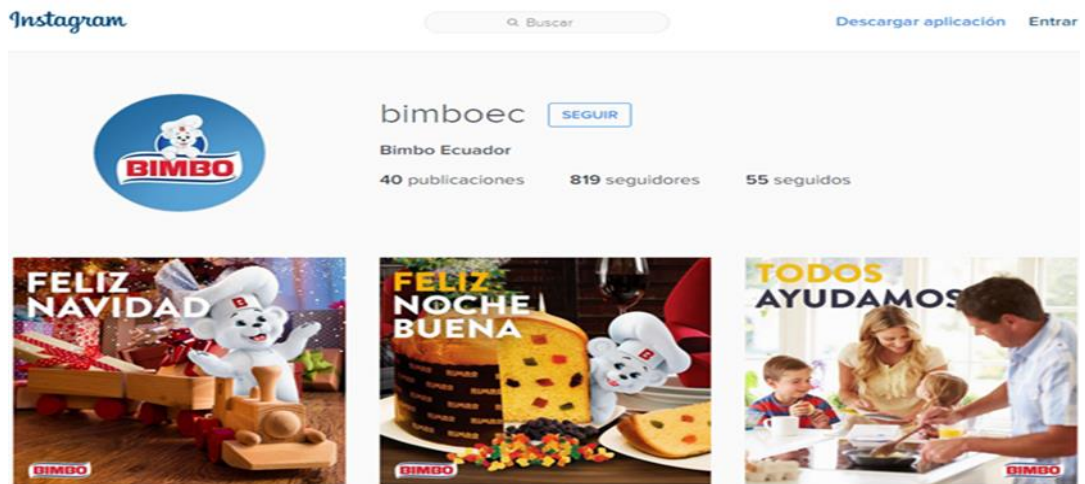 Instagram
Buscar
Descargar aplicación Entrar
BIMBO
bimboec SEGUIR
Bimbo Ecuador
40 publicaciones 819 seguidores 55 seguidos
FELIZ
NAVIDAD
BIMBO
FELIZ
NOCHE
BUENA
BIMBO
TODOS
AYUDAMOS
BIMBO